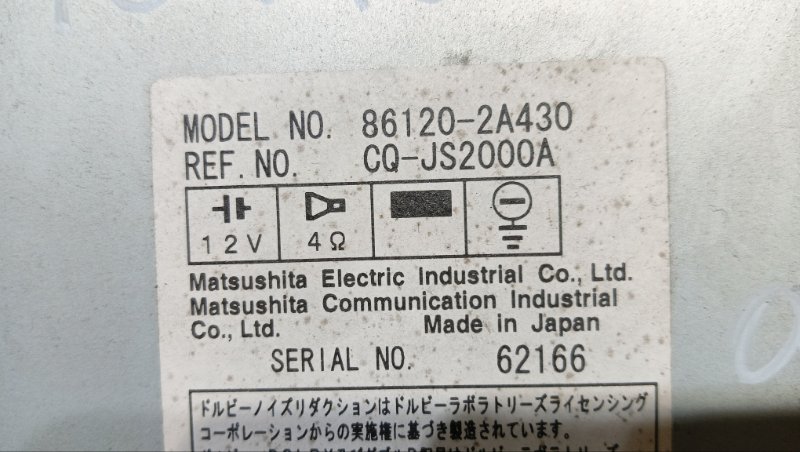 MODEL NO. 86120-2A430
REF. NO. CQ-JS2000A
12V 4Ω
Matsushita Electric Industrial Co., Ltd.
Matsushita Communication Industrial
Co., Ltd. Made in Japan
SERIAL NO. 62166
ドルビーノイズリダクションはドルビーラボラトリーズライセンシング
コーポレーションからの実施権に基づき製造されています。